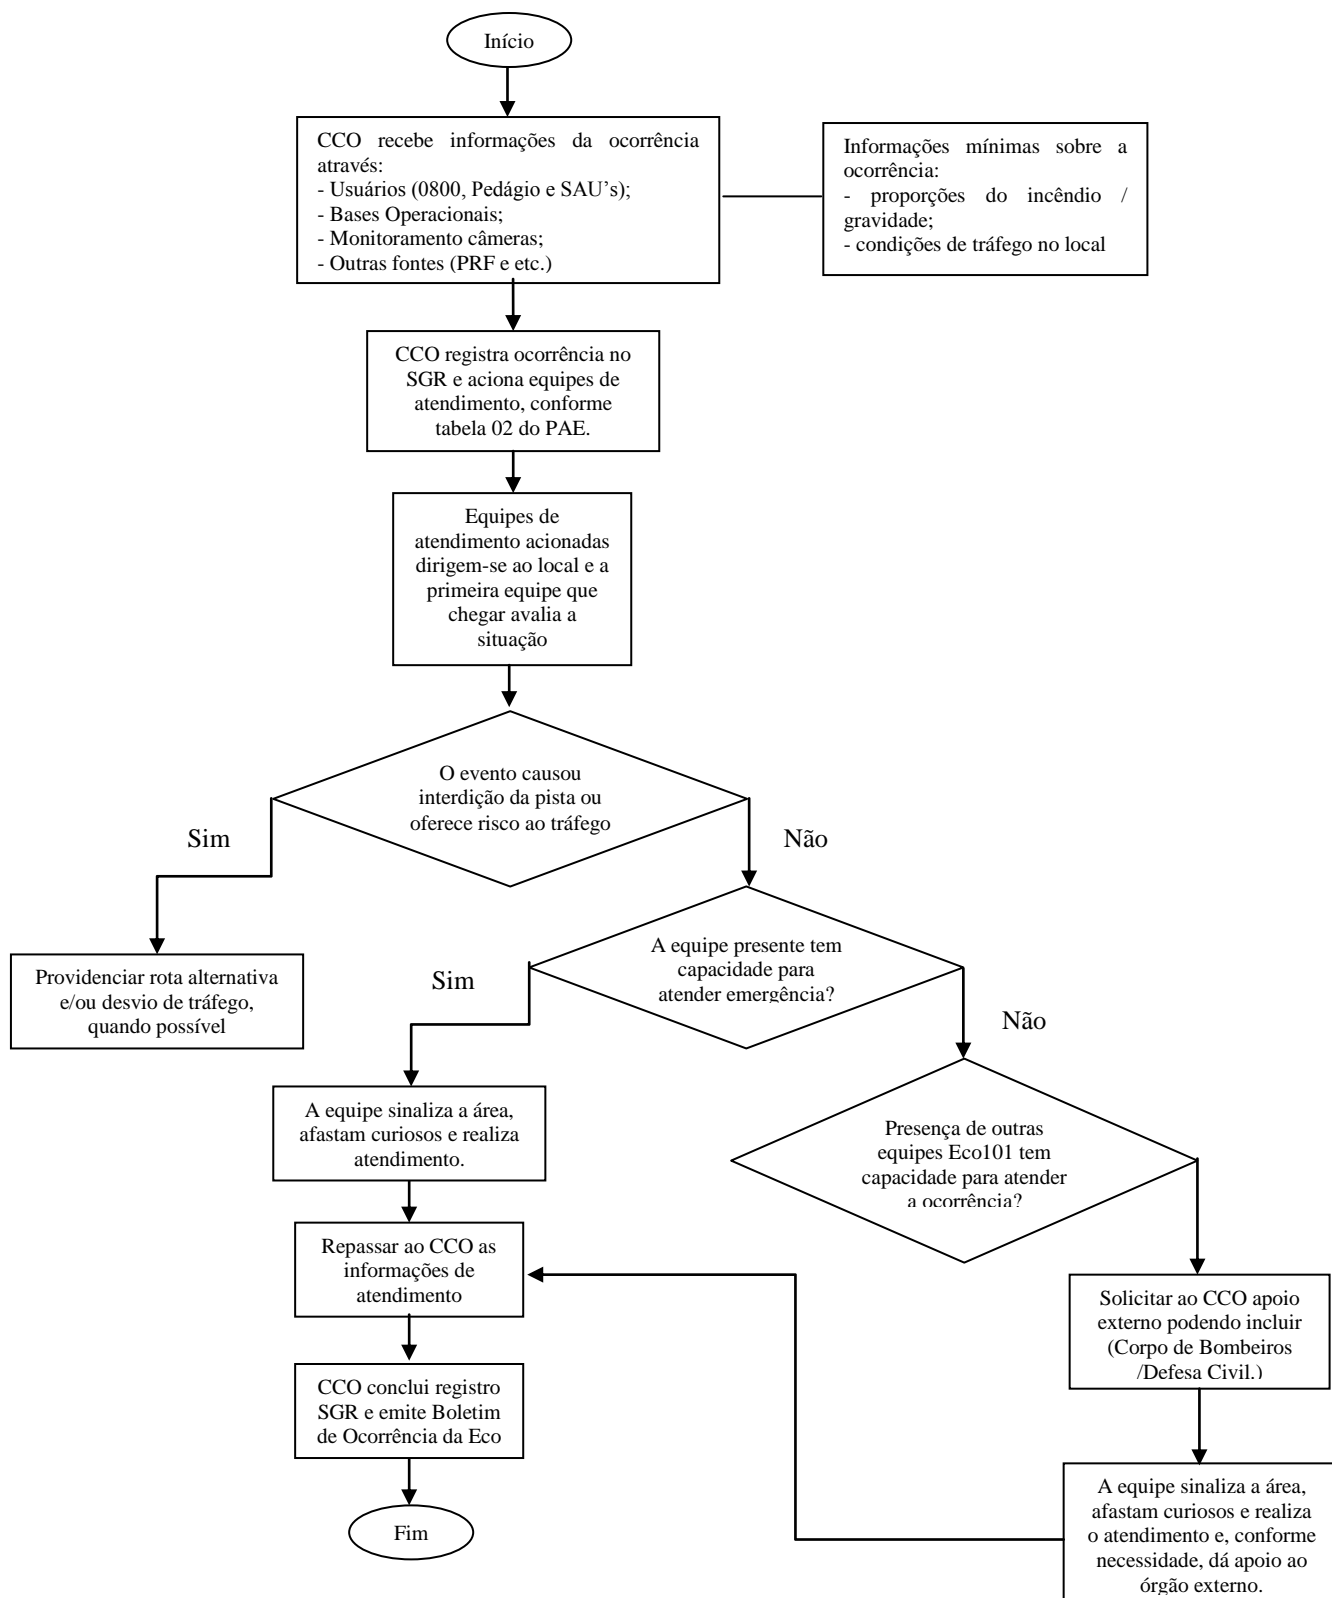 Início
CCO recebe informações da ocorrência
através:
- Usuários (0800, Pedágio e SAU's);
- Bases Operacionais;
- Monitoramento câmeras;
- Outras fontes (PRF e etc.)
Informações mínimas sobre a
ocorrência:
- proporções do incêndio /
gravidade;
- condições de tráfego no local
CCO registra ocorrência no
SGR e aciona equipes de
atendimento, conforme
tabela 02 do PAE.
Equipes de
atendimento acionadas
dirigem-se ao local e a
primeira equipe que
chegar avalia a
situação
O evento causou
interdição da pista ou
oferece risco ao tráfego
Sim
Não
Providenciar rota alternativa
e/ou desvio de tráfego,
quando possível
A equipe presente tem
capacidade para
atender emergência?
Sim
Não
A equipe sinaliza a área,
afastam curiosos e realiza
atendimento.
Presença de outras
equipes Eco101 tem
capacidade para atender
a ocorrência?
Repassar ao CCO as
informações de
atendimento
Solicitar ao CCO apoio
externo podendo incluir
(Corpo de Bombeiros
/Defesa Civil.)
CCO conclui registro
SGR e emite Boletim
de Ocorrência da Eco
A equipe sinaliza a área,
afastam curiosos e realiza
o atendimento e, conforme
necessidade, dá apoio ao
órgão externo.
Fim